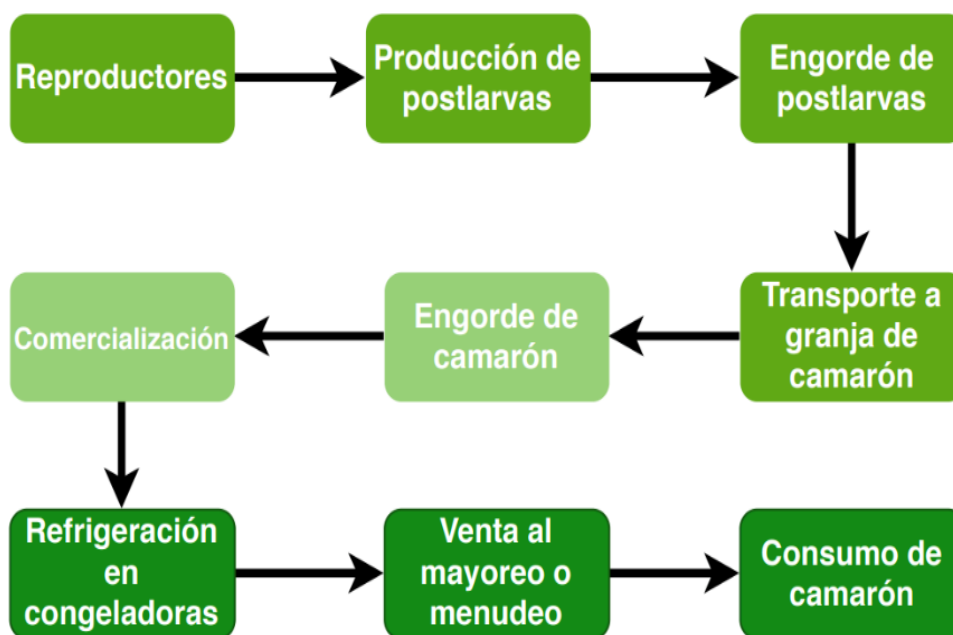 Reproductores
Producción de
postlarvas
Engorde de
postlarvas
Transporte a
granja de
camarón
Engorde de
camarón
Comercialización
Refrigeración
en
congeladoras
Venta al
mayoreo o
menudeo
Consumo de
camarón